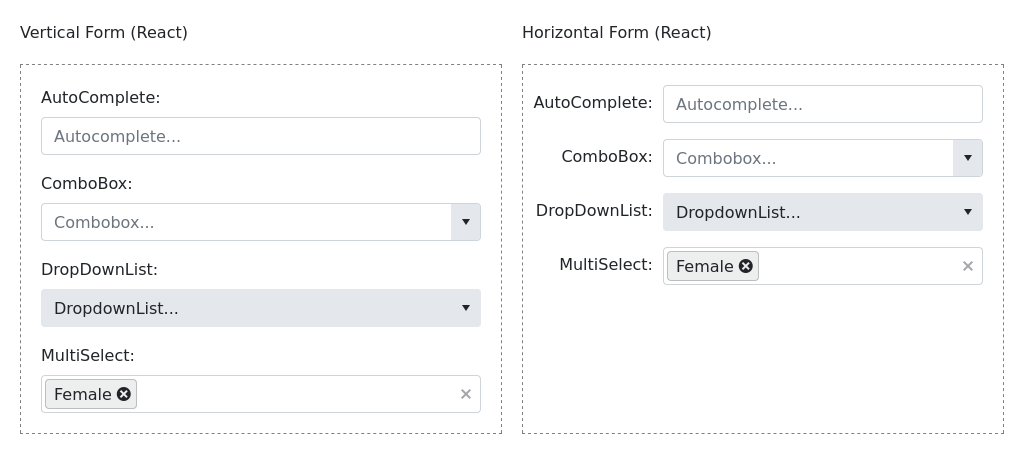 Vertical Form (React)
AutoComplete:
Autocomplete...
ComboBox:
Combobox...
DropDownList:
DropdownList...
MultiSelect:
Female
Horizontal Form (React)
AutoComplete: Autocomplete...
ComboBox: Combobox...
DropDownList: DropdownList...
MultiSelect: Female